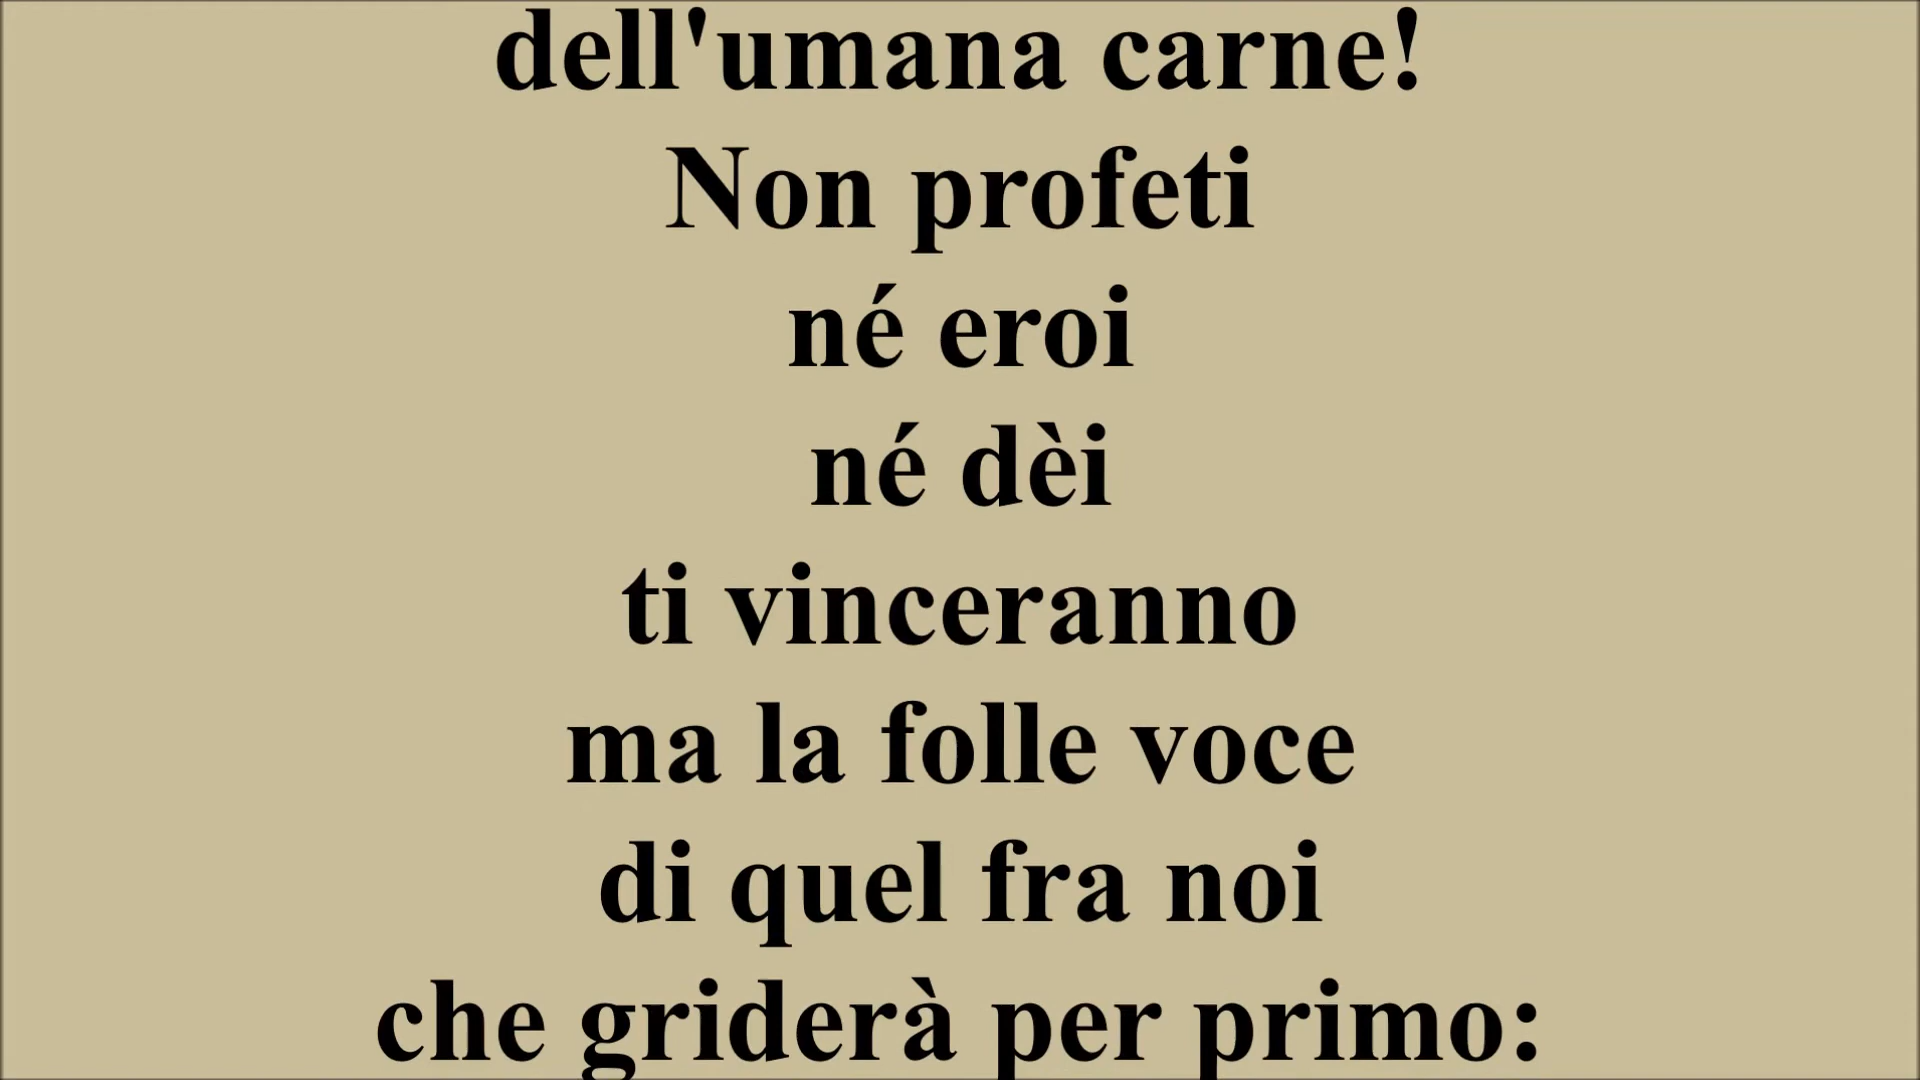 dell'umana carne!
Non profeti
né eroi
né dèi
ti vinceranno
ma la folle voce
di quel fra noi
che griderà per primo: